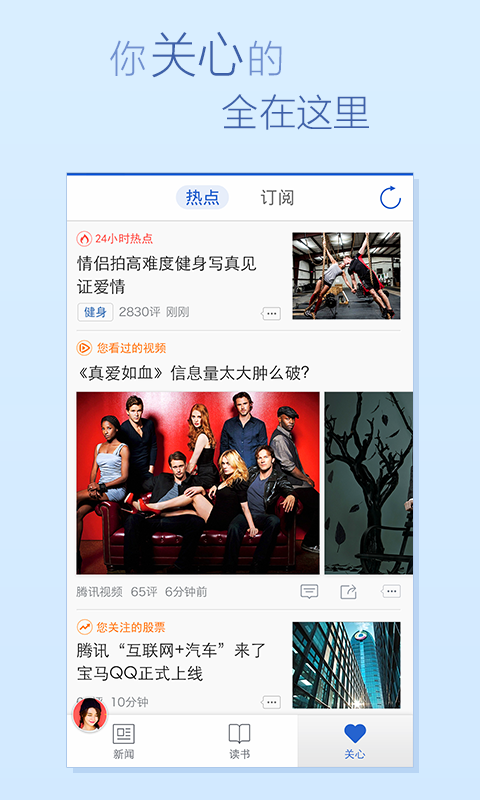 你关心的
全在这里
热点 订阅
24小时热点
情侣拍高难度健身写真见
证爱情
健身 2830评 刚刚
您看过的视频
《真爱如血》信息量太大肿么破?
腾讯视频 65评 6分钟前
您关注的股票
腾讯“互联网+汽车”来了
宝马QQ正式上线
评 10分钟
新闻 读书 关心